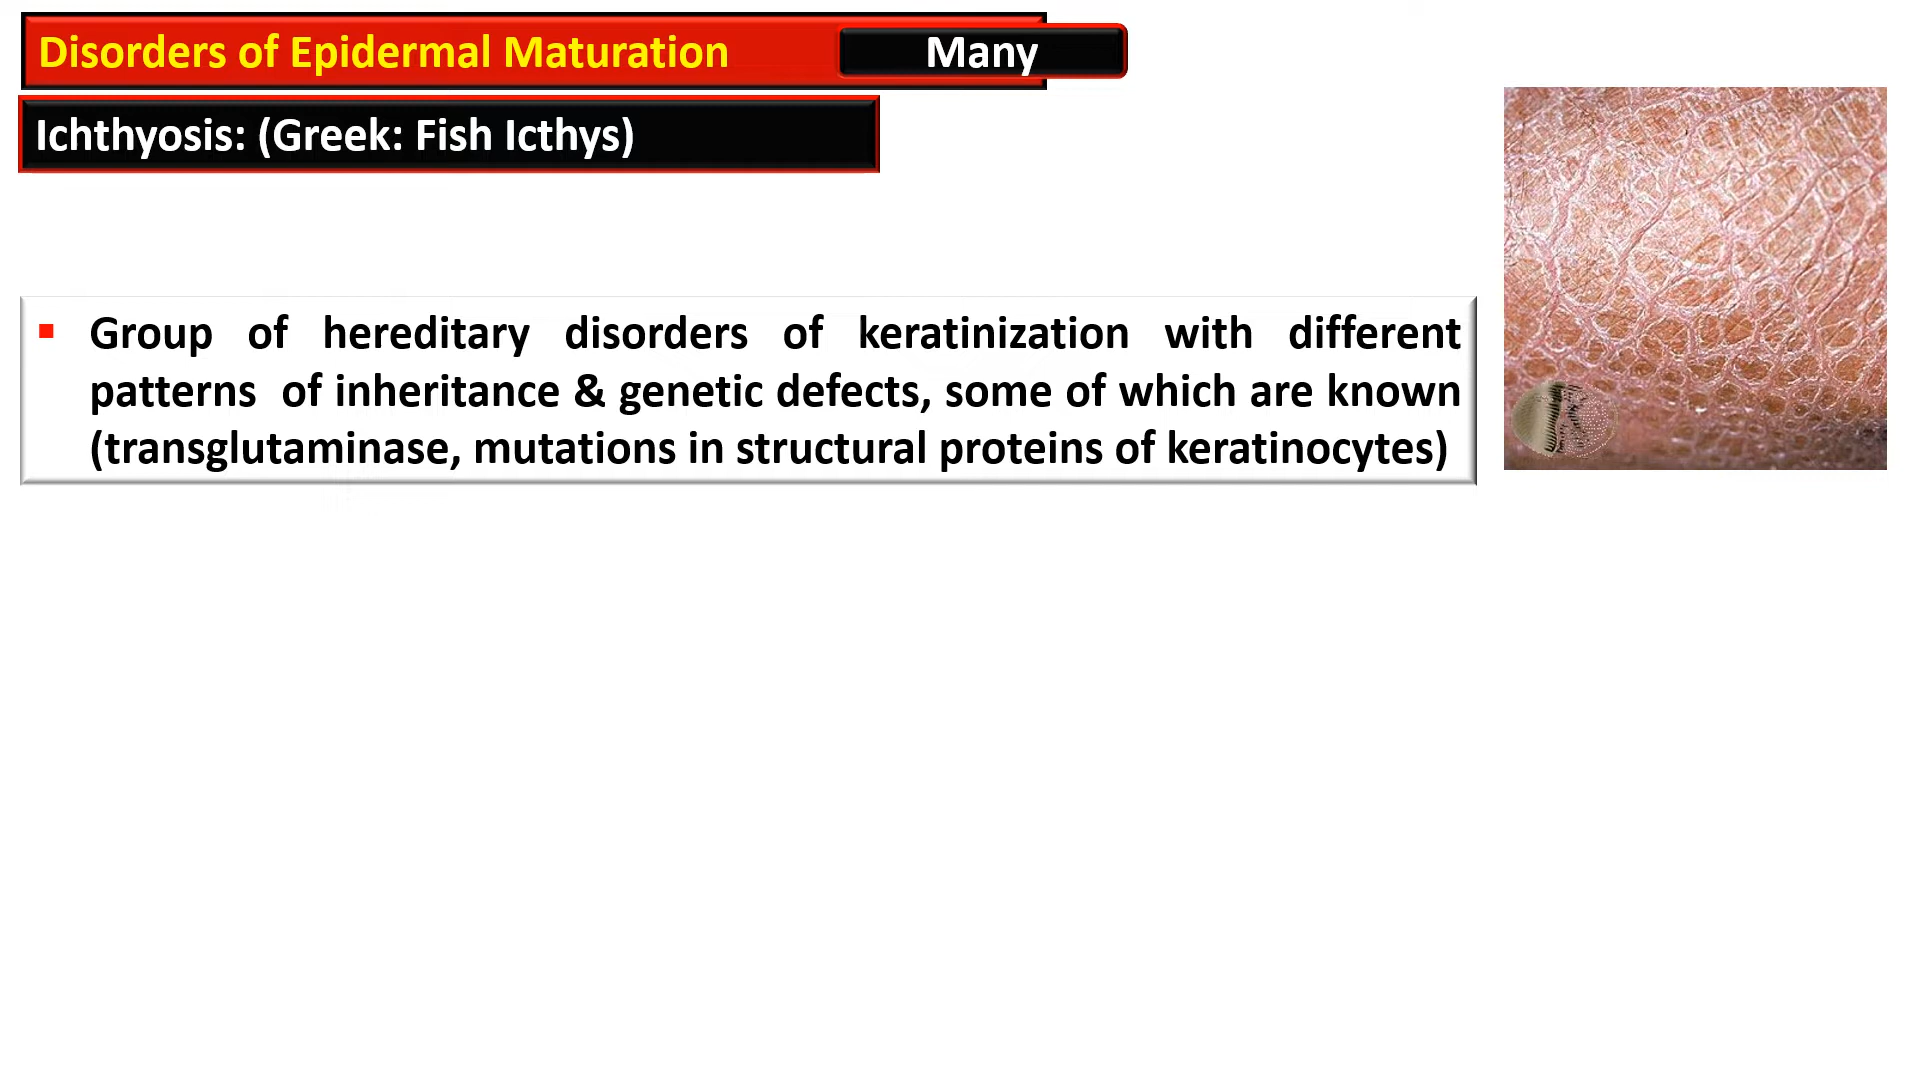 Disorders of Epidermal Maturation
Many
Ichthyosis: (Greek: Fish Icthys)
▪ Group of hereditary disorders of keratinization with different
patterns of inheritance & genetic defects, some of which are known
(transglutaminase, mutations in structural proteins of keratinocytes)